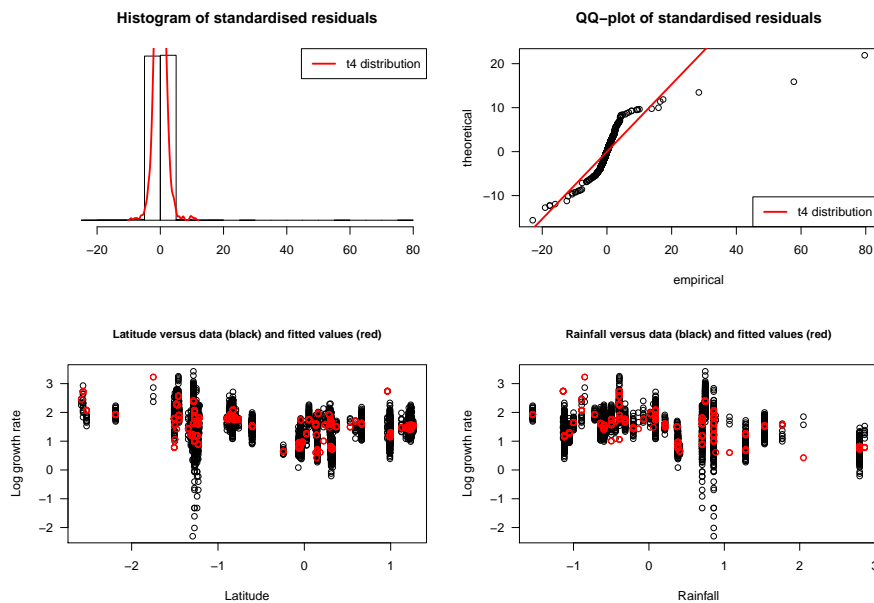 Histogram of standardised residuals
t4 distribution
−20 0 20 40 60 80
QQ−plot of standardised residuals
theoretical
20
10
0
−10
t4 distribution
−20 0 20 40 60 80
empirical
Latitude versus data (black) and fitted values (red)
Log growth rate
3
2
1
0
−1
−2
−2 −1 0 1
Latitude
Rainfall versus data (black) and fitted values (red)
Log growth rate
3
2
1
0
−1
−2
−1 0 1 2 3
Rainfall